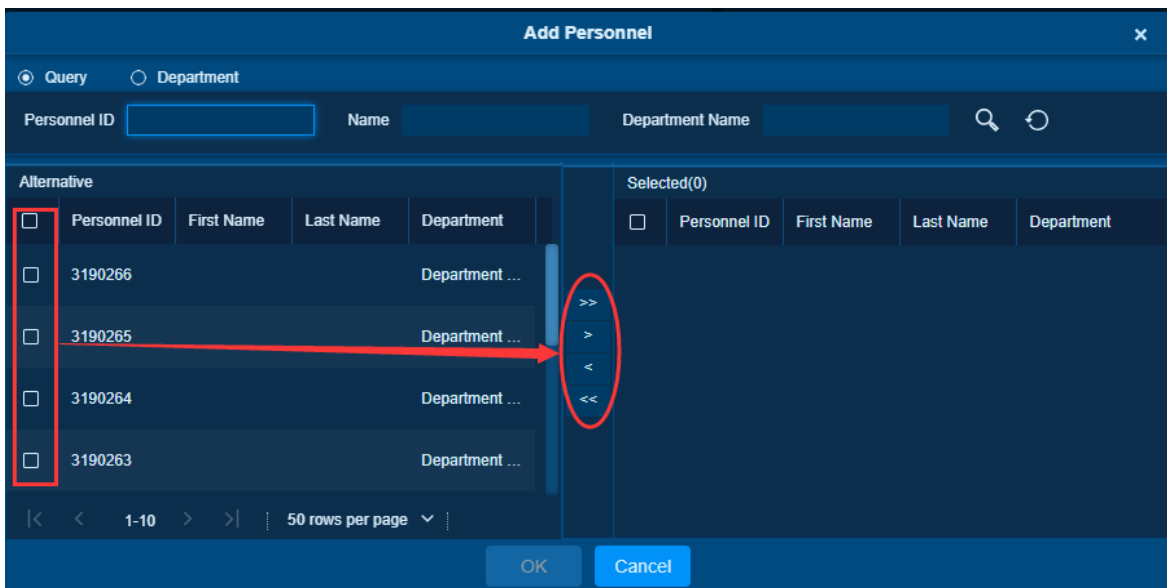 Add Personnel ×
Query Department
Personnel ID Name Department Name
Alternative
Personnel ID First Name Last Name Department
3190266 Department ...
3190265 Department ...
3190264 Department ...
3190263 Department ...
|< < 1-10 > >| 50 rows per page
>>
>
<
<<
Selected(0)
Personnel ID First Name Last Name Department
OK Cancel